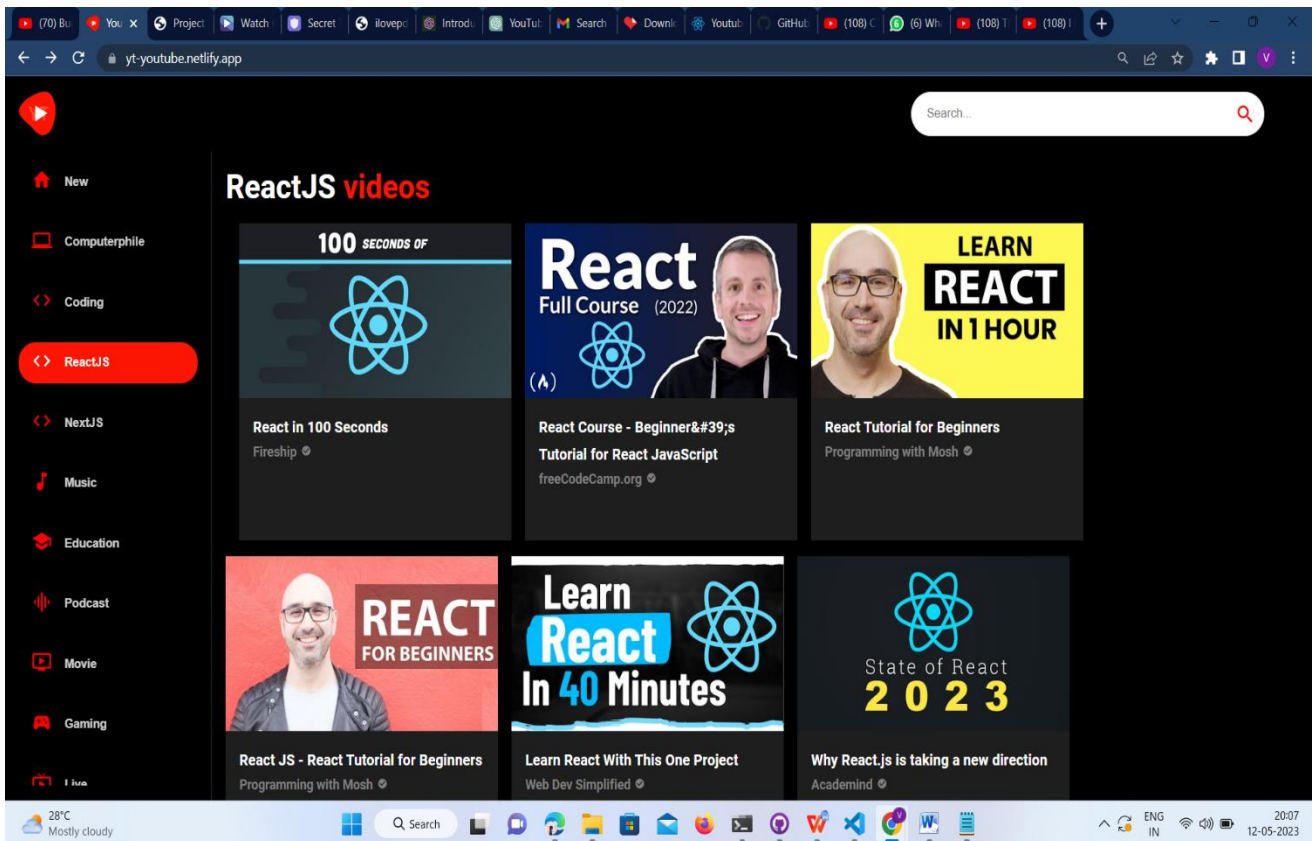 (70) Bu
You
Project
Watch
Secret
ilovepd
Introdu
YouTub
Search
Downlo
Youtub
GitHub
(108) C
(6) Wha
(108) T
(108) I
yt-youtube.netlify.app
V
Search...
New
Computerphile
Coding
ReactJS
NextJS
Music
Education
Podcast
Movie
Gaming
Live
ReactJS videos
100 SECONDS OF
React in 100 Seconds
Fireship
React
Full Course (2022)
React Course - Beginner&#39;s
Tutorial for React JavaScript
freeCodeCamp.org
LEARN
REACT
IN 1 HOUR
React Tutorial for Beginners
Programming with Mosh
REACT
FOR BEGINNERS
React JS - React Tutorial for Beginners
Programming with Mosh
Learn
React
In 40 Minutes
Learn React With This One Project
Web Dev Simplified
State of React
2023
Why React.js is taking a new direction
Academind
28°C
Mostly cloudy
Search
ENG
IN
20:07
12-05-2023